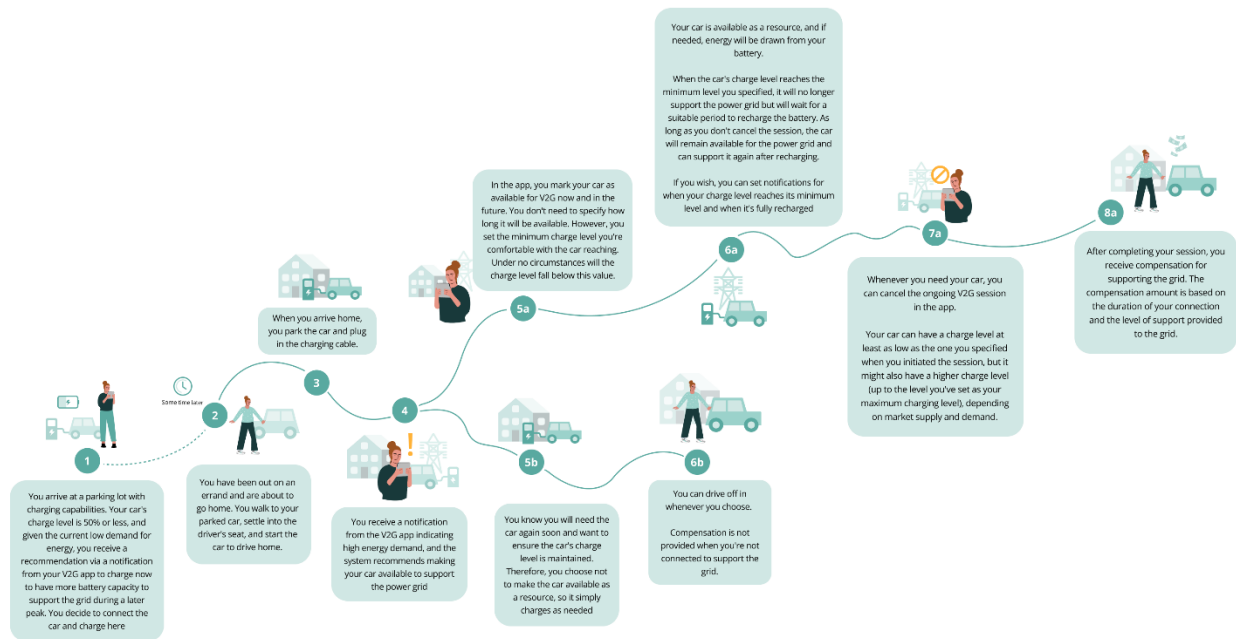 1
You arrive at a parking lot with
charging capabilities. Your car's
charge level is 50% or less, and
given the current low demand for
energy, you receive a
recommendation via a notification
from your V2G app to charge now
to have more battery capacity to
support the grid during a later
peak. You decide to connect the
car and charge here
Some time later
2
You have been out on an
errand and are about to
go home. You walk to your
parked car, settle into the
driver's seat, and start the
car to drive home.
When you arrive home,
you park the car and plug
in the charging cable.
3
4
You receive a notification
from the V2G app indicating
high energy demand, and the
system recommends making
your car available to support
the power grid
In the app, you mark your car as
available for V2G now and in the
future. You don't need to specify
how long it will be available. However, you
set the minimum charge level you're
comfortable with the car reaching.
Under no circumstances will the
charge level fall below this value.
5a
Your car is available as a resource, and if
needed, energy will be drawn from your
battery.
When the car's charge level reaches the
minimum level you specified, it will no longer
support the power grid but will wait for a
suitable period to recharge the battery. As
long as you don't cancel the session, the car
will remain available for the power grid and
can support it again after recharging.
If you wish, you can set notifications for
when your charge level reaches its minimum
level and when it's fully recharged
6a
7a
Whenever you need your car, you
can cancel the ongoing V2G session
in the app.
Your car can have a charge level at
least as low as the one you specified
when you initiated the session, but it
might also have a higher charge level
(up to the level you've set as your
maximum charging level), depending
on market supply and demand.
8a
After completing your session, you
receive compensation for
supporting the grid. The
compensation amount is based on
the duration of your connection
and the level of support provided
to the grid.
5b
You know you will need the
car again soon and want to
ensure the car's charge
level is maintained.
Therefore, you choose not
to make the car available as
a resource, so it simply
charges as needed
6b
You can drive off in
whenever you choose.
Compensation is not
provided when you're not
connected to support the
grid.